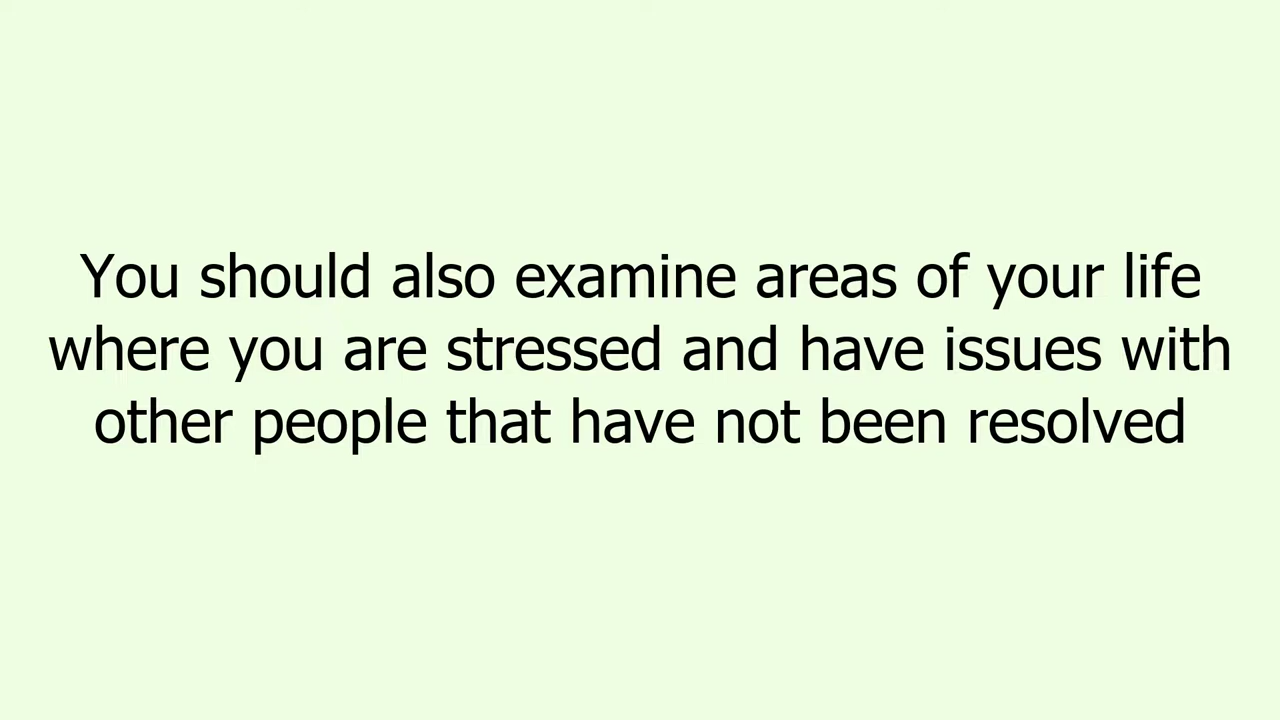 You should also examine areas of your life
where you are stressed and have issues with
other people that have not been resolved